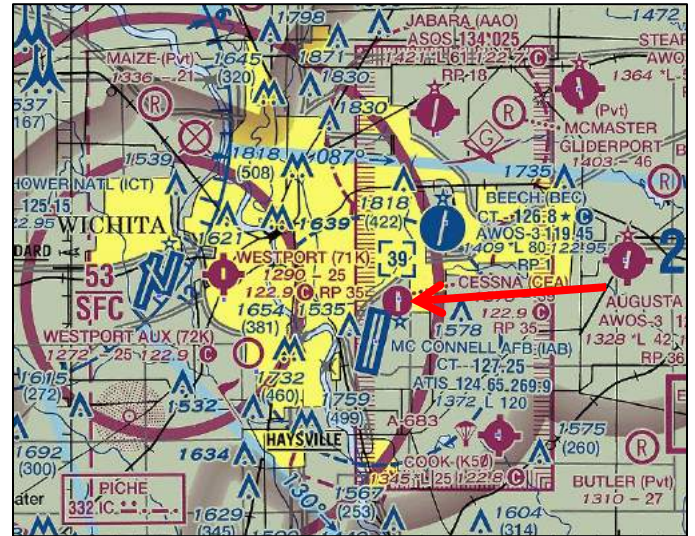 1798
JABARA (AAO)
ASOS 134.025
1421 L 61 122.7 C
RP 18
1472
MAIZE (Pvt)
1336 - 21
1645
(320)
1871
1830
1830
STEAR
AWO
1364 *L
(Pvt)
MCMASTER
GLIDERPORT
1403 - 46
R
R
R
G
537
167)
1539
1818
(508)
087°
1735
HOWER NATL (ICT)
125.15
22.95
WICHITA
DARD
1621
1639
1818
(422)
BEECH (BEC)
CT - 126.8 ★ C
AWOS-3 119.45
1409 *L 80 122.95
RP 1
2
39
53
SFC
WESTPORT (71K)
1290 - 25
122.9 C RP 35
CESSNA (CEA)
122.9 C
RP 35
AUGUSTA
AWOS-3 1
1328 *L 42 1
RP 36
1654
(381)
1535
1578
WESTPORT AUX (72K)
1272 - 25 122.9 C
MC CONNELL AFB (IAB)
CT - 127.25
ATIS 124.65 269.9
1372 L 120
1615
(272)
1532
1732
(460)
1759
(499)
A-683
1575
(260)
R
HAYSVILLE
1692
(300)
1634
COOK (K50)
1345 *L 25 122.8 C
BUTLER (Pvt)
1310 - 27
ater
PICHE
332 IC
130°
1567
(253)
1629
(345)
1604
(314)